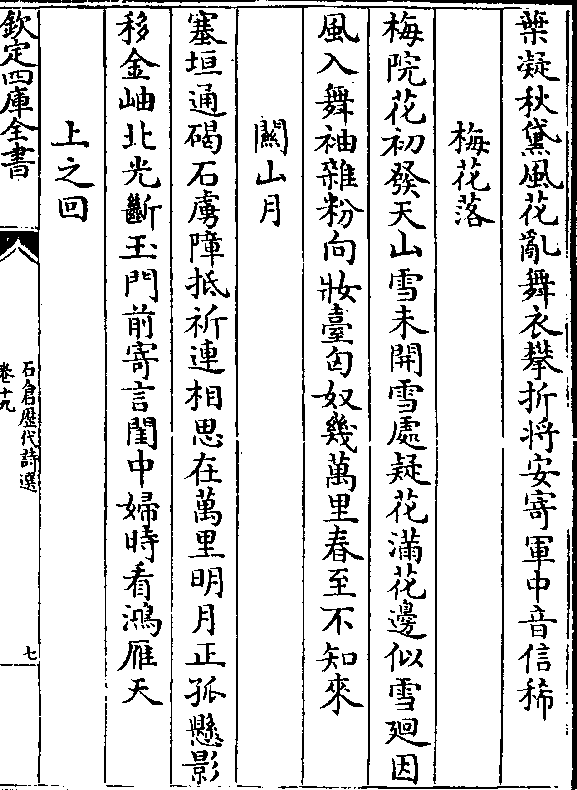 葉凝秋黛風花亂舞衣攀折將安寄軍中音信稀
梅花落
梅院花初發天山雪未開雪處疑花滿花邊似雪廻因
風入舞袖雜粉向妝臺匈奴幾萬里春至不知來
關山月
塞垣通碣石虜障抵祈連相思在萬里明月正孤懸影
移金岫北光斷玉門前寄言閨中婦時看鴻雁天
上之回
欽定四庫全書
石倉歷代詩選
卷十九
七